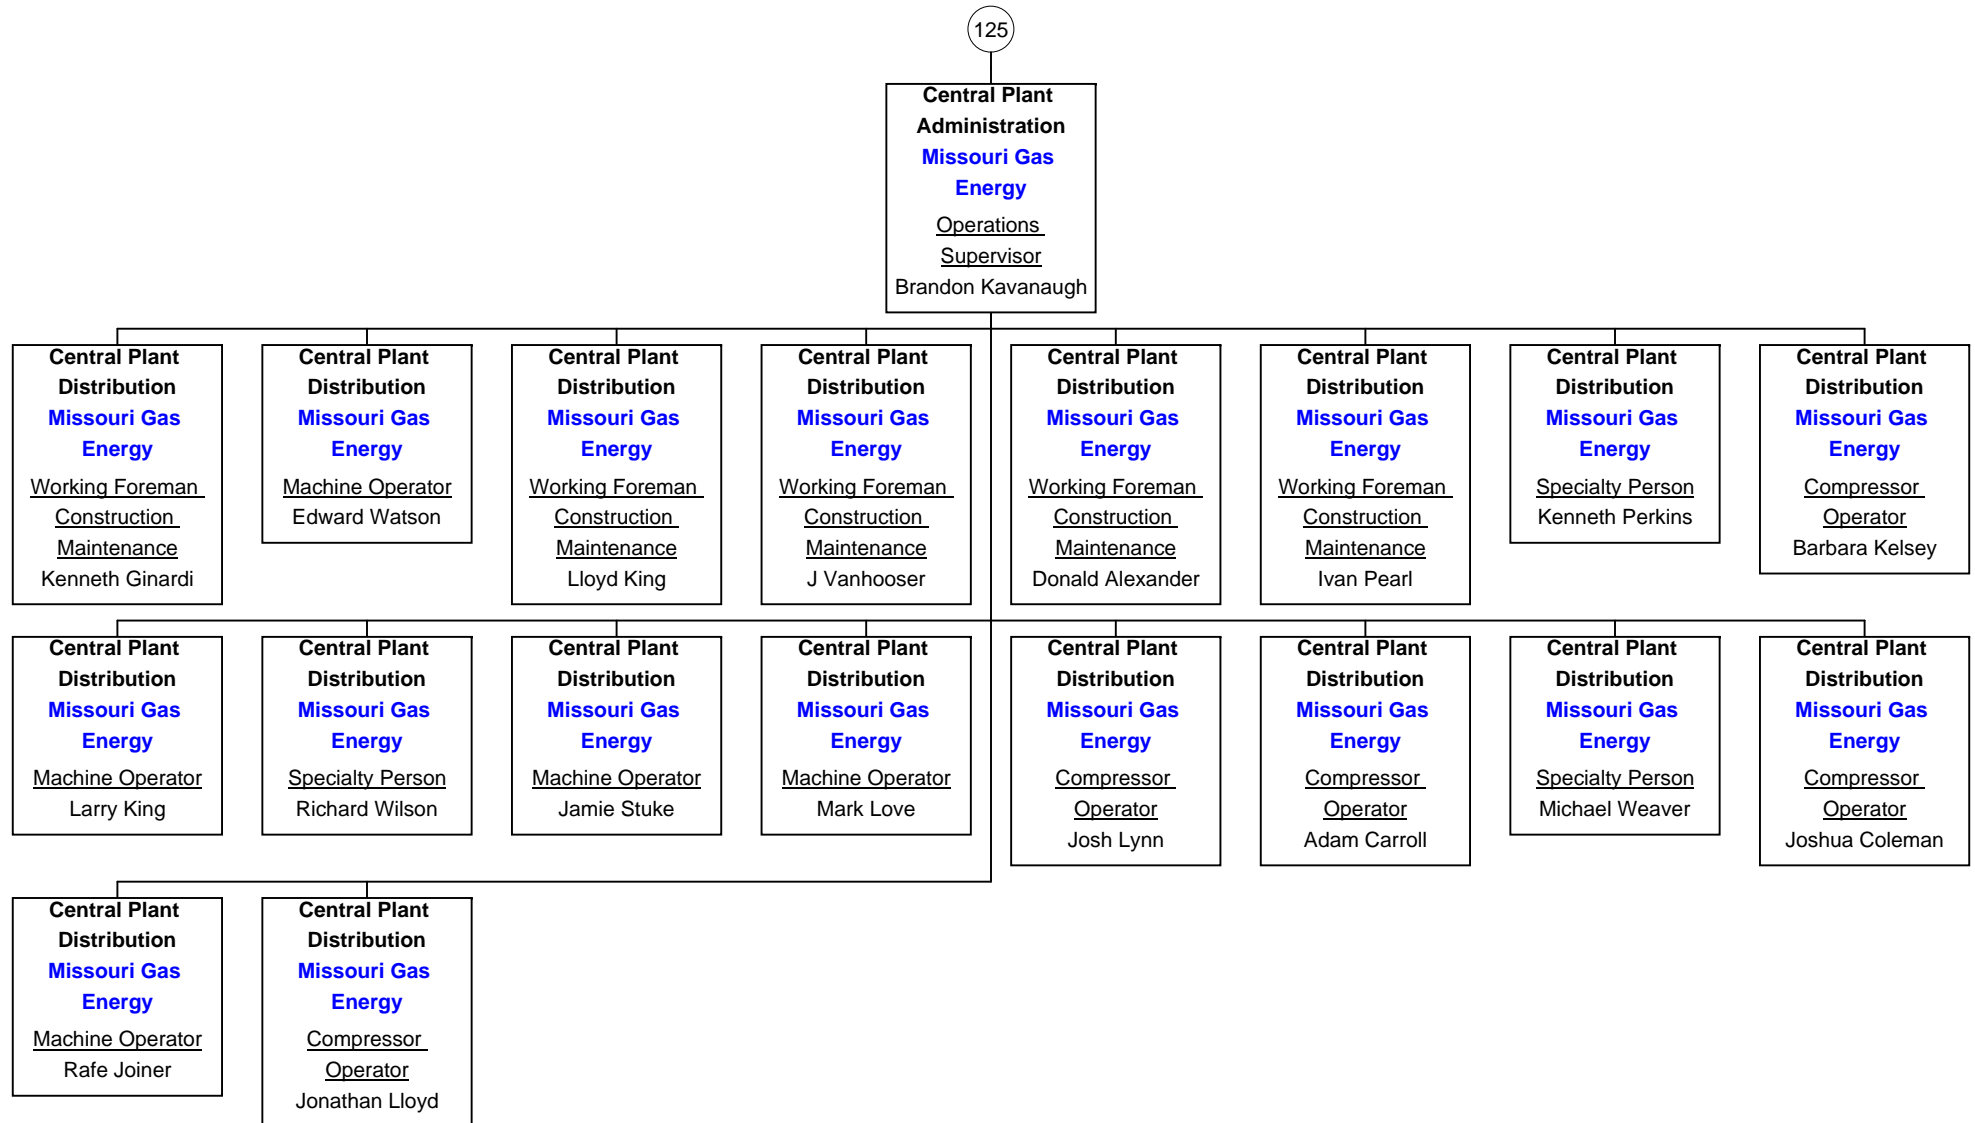 125
Central Plant
Administration
Missouri Gas
Energy
Operations
Supervisor
Brandon Kavanaugh
Central Plant
Distribution
Missouri Gas
Energy
Working Foreman
Construction
Maintenance
Kenneth Ginardi
Central Plant
Distribution
Missouri Gas
Energy
Machine Operator
Edward Watson
Central Plant
Distribution
Missouri Gas
Energy
Working Foreman
Construction
Maintenance
Lloyd King
Central Plant
Distribution
Missouri Gas
Energy
Working Foreman
Construction
Maintenance
J Vanhooser
Central Plant
Distribution
Missouri Gas
Energy
Working Foreman
Construction
Maintenance
Donald Alexander
Central Plant
Distribution
Missouri Gas
Energy
Working Foreman
Construction
Maintenance
Ivan Pearl
Central Plant
Distribution
Missouri Gas
Energy
Specialty Person
Kenneth Perkins
Central Plant
Distribution
Missouri Gas
Energy
Compressor
Operator
Barbara Kelsey
Central Plant
Distribution
Missouri Gas
Energy
Machine Operator
Larry King
Central Plant
Distribution
Missouri Gas
Energy
Specialty Person
Richard Wilson
Central Plant
Distribution
Missouri Gas
Energy
Machine Operator
Jamie Stuke
Central Plant
Distribution
Missouri Gas
Energy
Machine Operator
Mark Love
Central Plant
Distribution
Missouri Gas
Energy
Compressor
Operator
Josh Lynn
Central Plant
Distribution
Missouri Gas
Energy
Compressor
Operator
Adam Carroll
Central Plant
Distribution
Missouri Gas
Energy
Specialty Person
Michael Weaver
Central Plant
Distribution
Missouri Gas
Energy
Compressor
Operator
Joshua Coleman
Central Plant
Distribution
Missouri Gas
Energy
Machine Operator
Rafe Joiner
Central Plant
Distribution
Missouri Gas
Energy
Compressor
Operator
Jonathan Lloyd